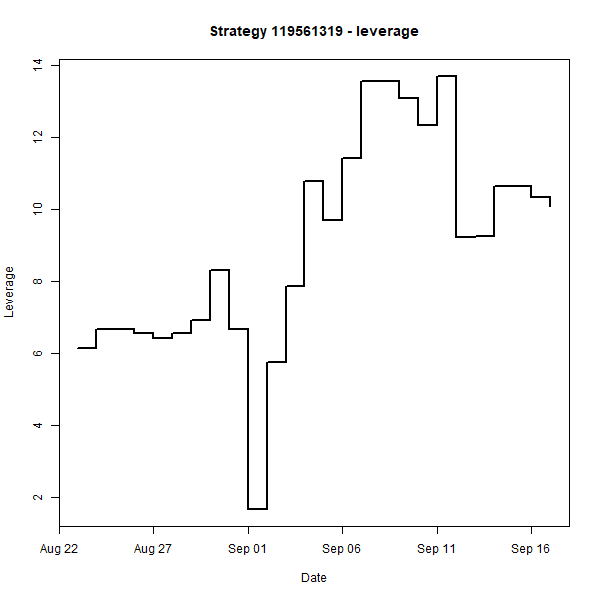 Strategy 119561319 - leverage
14
12
10
8
6
4
2
Leverage
Aug 22
Aug 27
Sep 01
Sep 06
Sep 11
Sep 16
Date